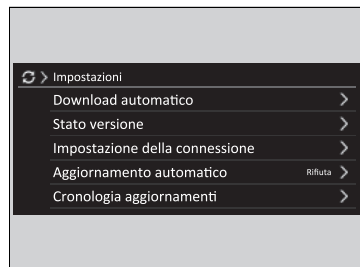 Impostazioni
Download automatico
Stato versione
Impostazione della connessione
Aggiornamento automatico Rifiuta
Cronologia aggiornamenti